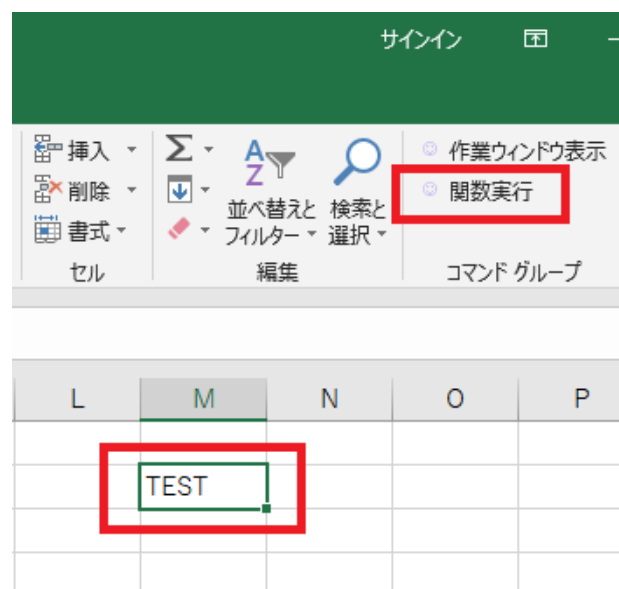 サインイン
挿入
削除
書式
セル
Σ
A
Z
並べ替えと
フィルター
検索と
選択
編集
作業ウィンドウ表示
関数実行
コマンド グループ
L M N O P
TEST